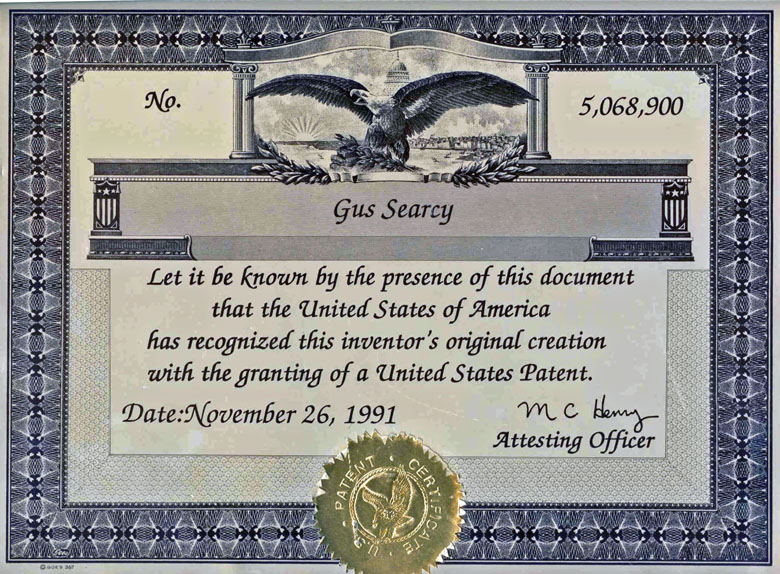 No.
5,068,900
Gus Searcy
Let it be known by the presence of this document
that the United States of America
has recognized this inventor's original creation
with the granting of a United States Patent.
Date:November 26, 1991
M C Henry
Attesting Officer
U.S. PATENT · CERTIFICATE ·